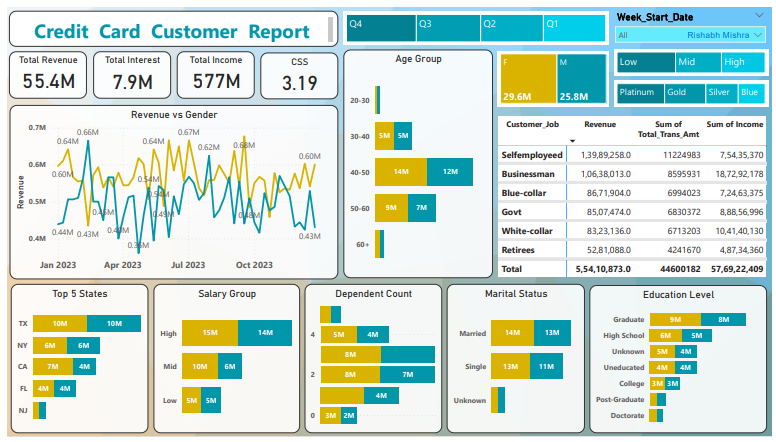 Credit Card Customer Report
Q4 Q3 Q2 Q1
Week_Start_Date
All Rishabh Mishra
Total Revenue
55.4M
Total Interest
7.9M
Total Income
577M
CSS
3.19
Low Mid High
Platinum Gold Silver Blue
F
29.6M
M
25.8M
Revenue vs Gender
Revenue
0.7M
0.6M
0.5M
0.4M
0.64M
0.60M
0.66M
0.64M
0.67M
0.62M
0.68M
0.60M
0.44M
0.43M
0.54M
0.43M
Jan 2023 Apr 2023 Jul 2023 Oct 2023
Age Group
20-30
30-40 5M 5M
40-50 14M 12M
50-60 9M 7M
60+
Customer_Job Revenue Sum of Total_Trans_Amt Sum of Income
Selfemployeed 1,39,89,258.0 11224983 7,54,35,370
Businessman 1,06,38,013.0 8595931 18,72,92,178
Blue-collar 86,71,904.0 6994023 7,24,63,375
Govt 85,07,474.0 6830372 8,88,56,996
White-collar 83,23,136.0 6713203 10,41,40,130
Retirees 52,81,088.0 4241670 4,87,34,360
Total 5,54,10,873.0 44600182 57,69,22,409
Top 5 States
TX 10M 10M
NY 6M 6M
CA 7M 4M
FL 4M 4M
NJ
Salary Group
High 15M 14M
Mid 10M 6M
Low 5M 5M
Dependent Count
4 5M 4M
8M
2 8M 7M
4M
0 3M 2M
Marital Status
Married 14M 13M
Single 13M 11M
Unknown
Education Level
Graduate 9M 8M
High School 6M 5M
Unknown 5M 4M
Uneducated 4M 4M
College 3M 3M
Post-Graduate
Doctorate